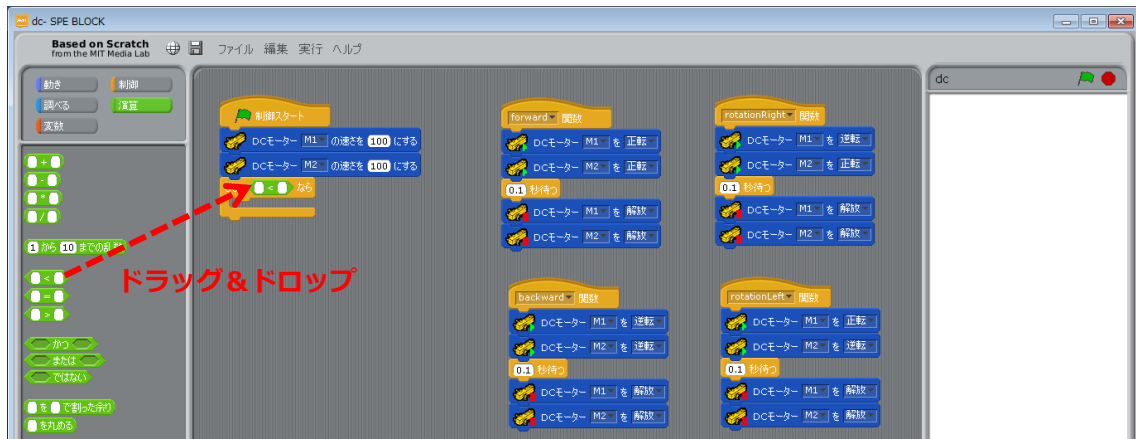 dc- SPE BLOCK
Based on Scratch
from the MIT Media Lab
ファイル 編集 実行 ヘルプ
動き
制御
調べる
演算
変数
+
-
*
/
1 から 10 までの乱数
<
=
>
かつ
または
ではない
を で割った余り
を丸める
制御スタート
DCモーター M1 の速さを 100 にする
DCモーター M2 の速さを 100 にする
< なら
ドラッグ&ドロップ
forward 関数
DCモーター M1 を 正転
DCモーター M2 を 正転
0.1 秒待つ
DCモーター M1 を 解放
DCモーター M2 を 解放
rotationRight 関数
DCモーター M1 を 逆転
DCモーター M2 を 正転
0.1 秒待つ
DCモーター M1 を 解放
DCモーター M2 を 解放
backward 関数
DCモーター M1 を 逆転
DCモーター M2 を 逆転
0.1 秒待つ
DCモーター M1 を 解放
DCモーター M2 を 解放
rotationLeft 関数
DCモーター M1 を 正転
DCモーター M2 を 逆転
0.1 秒待つ
DCモーター M1 を 解放
DCモーター M2 を 解放
dc